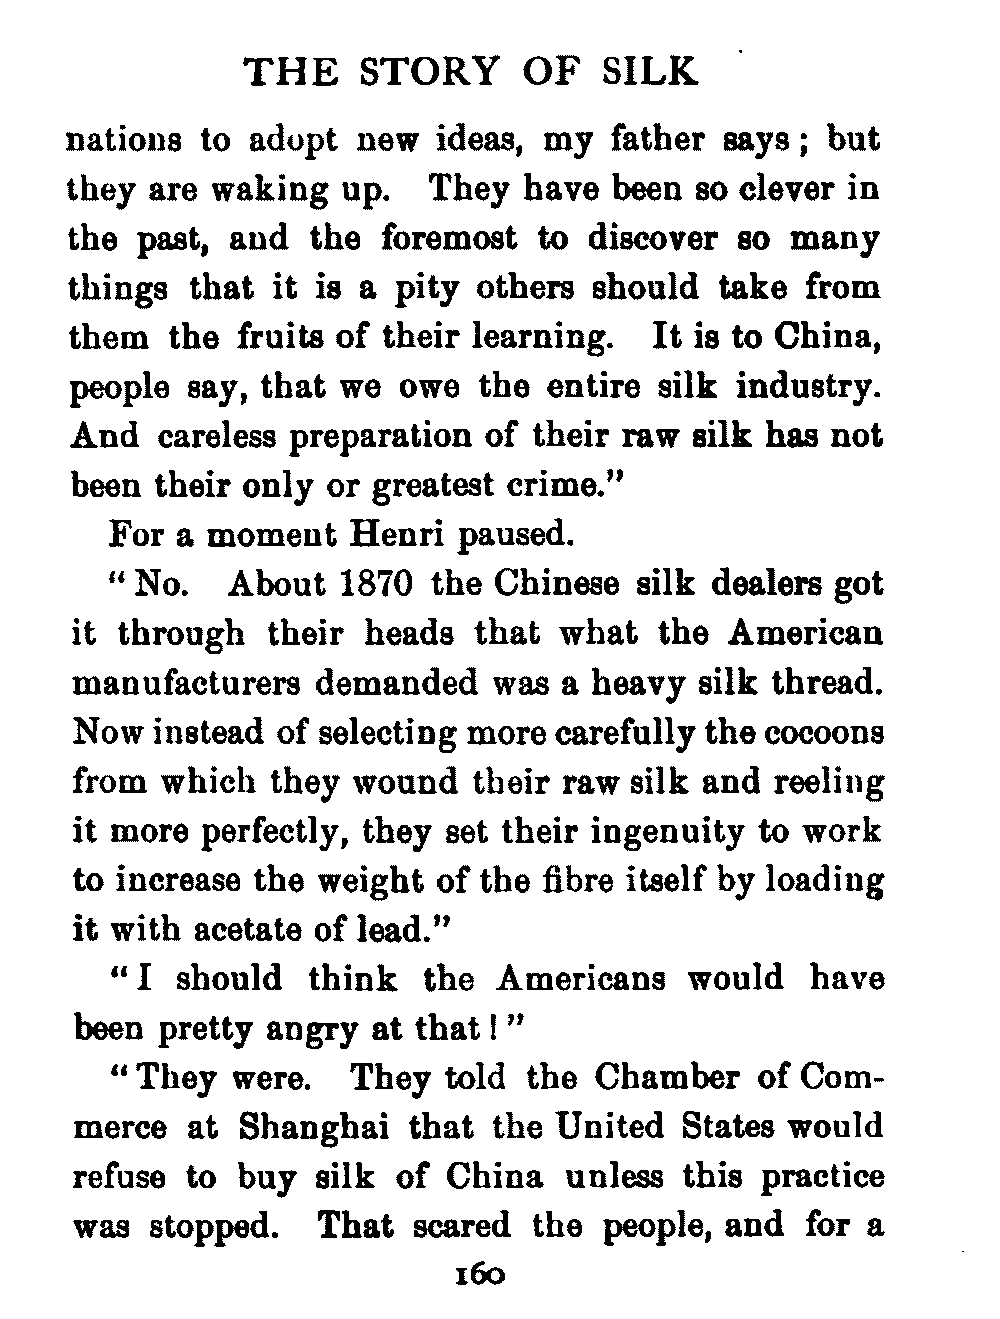 THE STORY OF SILK
nations to adopt new ideas, my father says; but
they are waking up. They have been so clever in
the past, and the foremost to discover so many
things that it is a pity others should take from
them the fruits of their learning. It is to China,
people say, that we owe the entire silk industry.
And careless preparation of their raw silk has not
been their only or greatest crime.”
For a moment Henri paused.
“No. About 1870 the Chinese silk dealers got
it through their heads that what the American
manufacturers demanded was a heavy silk thread.
Now instead of selecting more carefully the cocoons
from which they wound their raw silk and reeling
it more perfectly, they set their ingenuity to work
to increase the weight of the fibre itself by loading
it with acetate of lead.”
“I should think the Americans would have
been pretty angry at that!”
“They were. They told the Chamber of Com-
merce at Shanghai that the United States would
refuse to buy silk of China unless this practice
was stopped. That scared the people, and for a
160